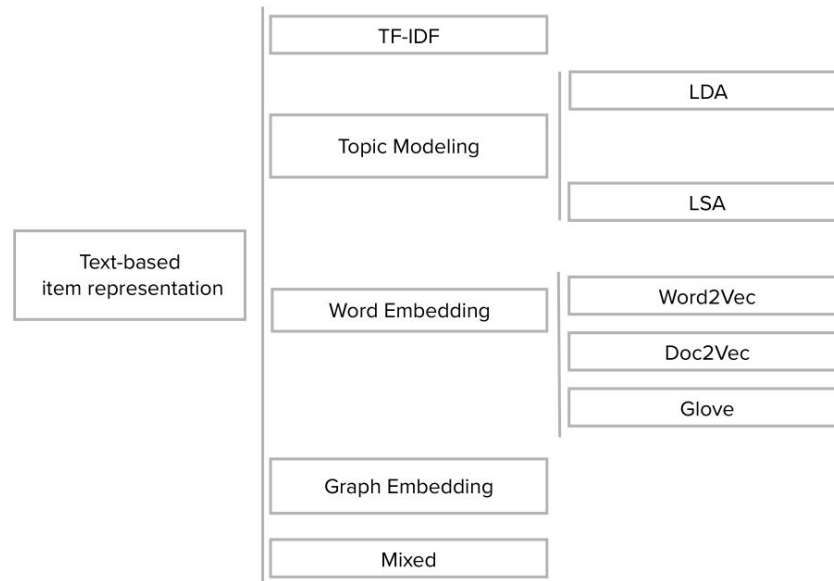 TF-IDF
LDA
Topic Modeling
LSA
Text-based
item representation
Word Embedding
Word2Vec
Doc2Vec
Glove
Graph Embedding
Mixed